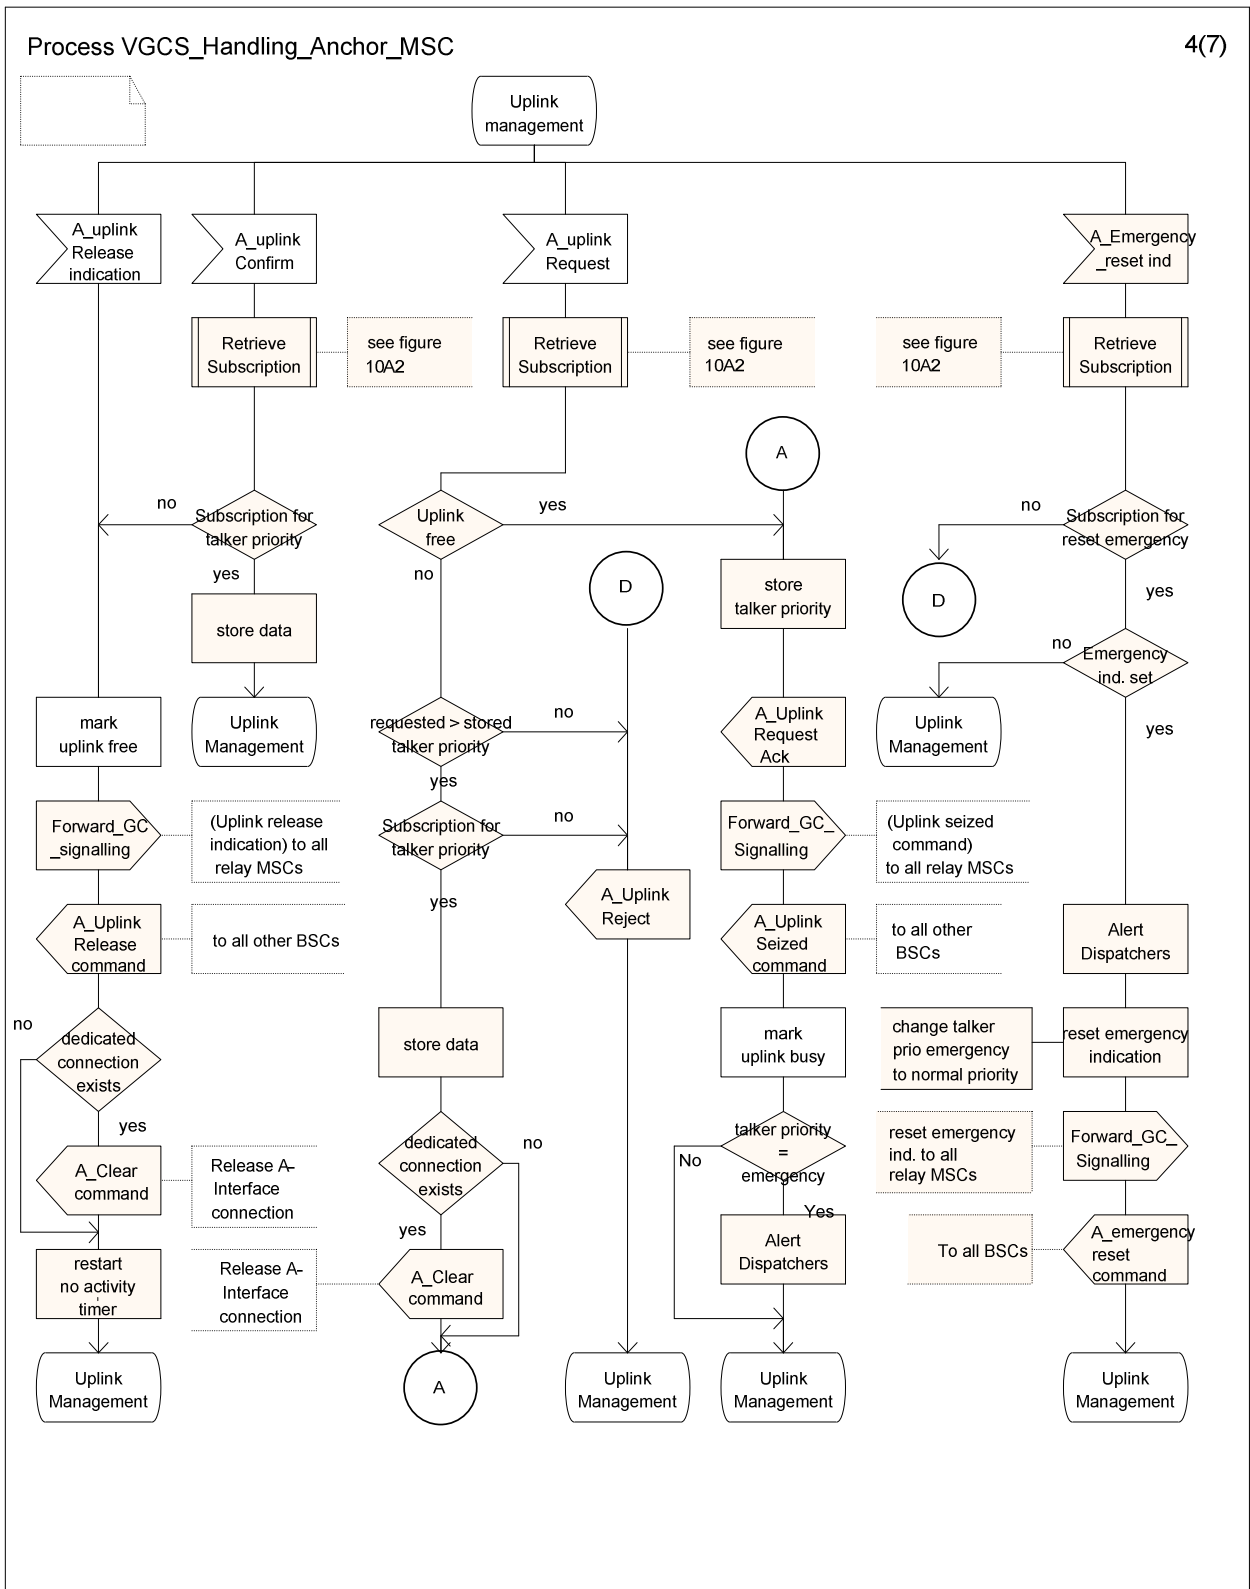 Process VGCS_Handling_Anchor_MSC
4(7)
Uplink
management
A_uplink
Release
indication
A_uplink
Confirm
A_uplink
Request
A_Emergency
_reset ind
Retrieve
Subscription
see figure
10A2
Retrieve
Subscription
see figure
10A2
see figure
10A2
Retrieve
Subscription
A
no
Subscription for
talker priority
yes
Uplink
free
yes
no
no
Subscription for
reset emergency
yes
D
store
talker priority
D
store data
no
Emergency
ind. set
yes
mark
uplink free
Uplink
Management
requested > stored
talker priority
no
yes
A_Uplink
Request
Ack
Uplink
Management
Forward_GC
_signalling
(Uplink release
indication) to all
relay MSCs
Subscription for
talker priority
no
yes
Forward_GC_
Signalling
(Uplink seized
command)
to all relay MSCs
A_Uplink
Reject
A_Uplink
Release
command
to all other BSCs
A_Uplink
Seized
command
to all other
BSCs
Alert
Dispatchers
no
dedicated
connection
exists
yes
store data
mark
uplink busy
change talker
prio emergency
to normal priority
reset emergency
indication
dedicated
connection
exists
no
yes
talker priority
=
emergency
No
Yes
reset emergency
ind. to all
relay MSCs
Forward_GC_
Signalling
A_Clear
command
Release A-
Interface
connection
Alert
Dispatchers
To all BSCs
A_emergency
reset
command
restart
no activity
timer
Release A-
Interface
connection
A_Clear
command
Uplink
Management
A
Uplink
Management
Uplink
Management
Uplink
Management